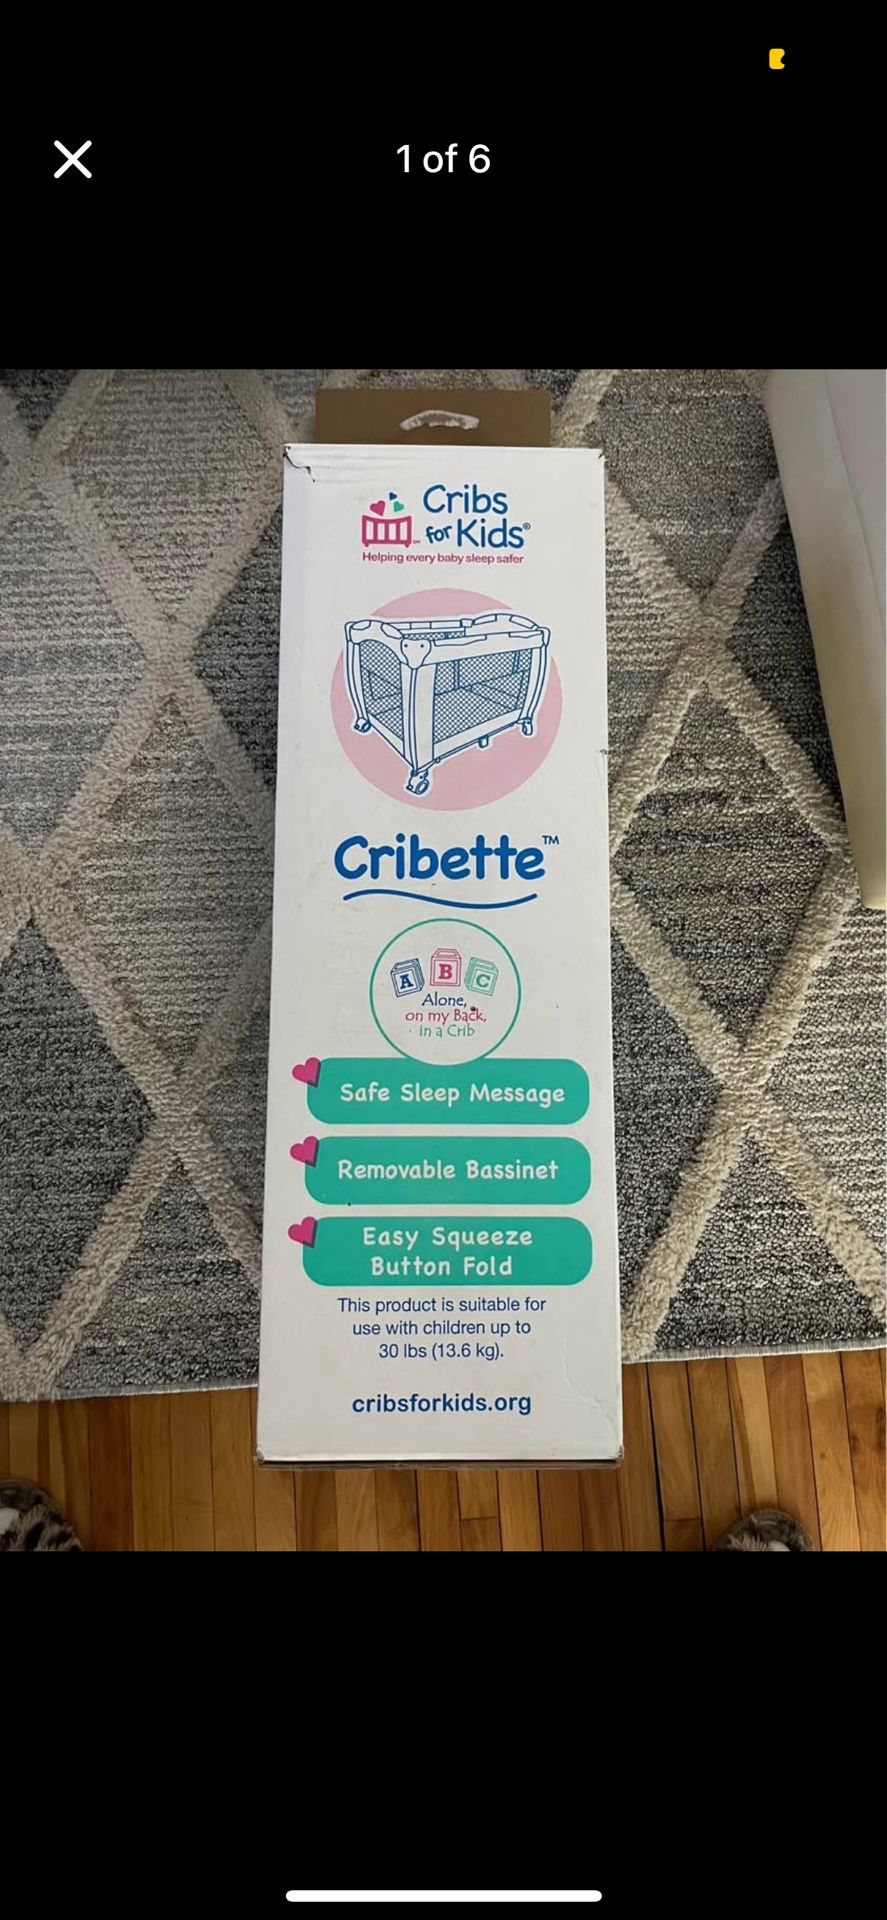 1 of 6
Cribs
for Kids®
Helping every baby sleep safer
Cribette™
A B C
Alone,
on my Back,
in a Crib
Safe Sleep Message
Removable Bassinet
Easy Squeeze
Button Fold
This product is suitable for
use with children up to
30 lbs (13.6 kg).
cribsforkids.org